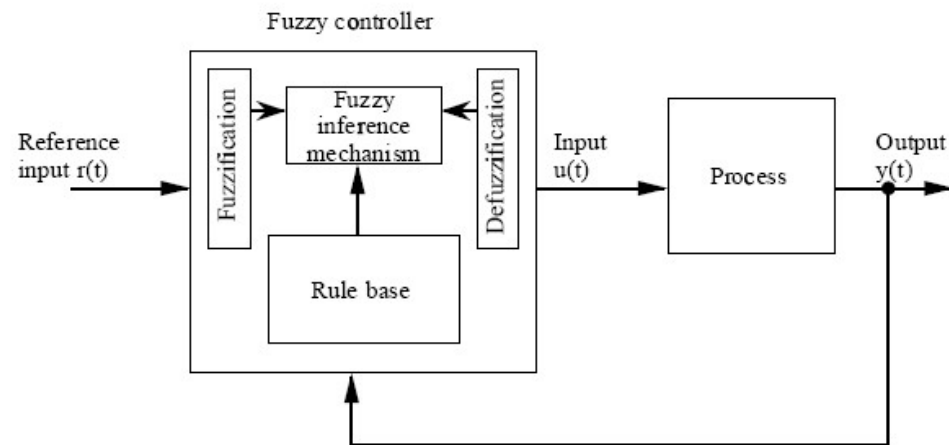 Fuzzy controller
Reference
input r(t)
Fuzzification
Fuzzy
inference
mechanism
Defuzzification
Rule base
Input
u(t)
Process
Output
y(t)